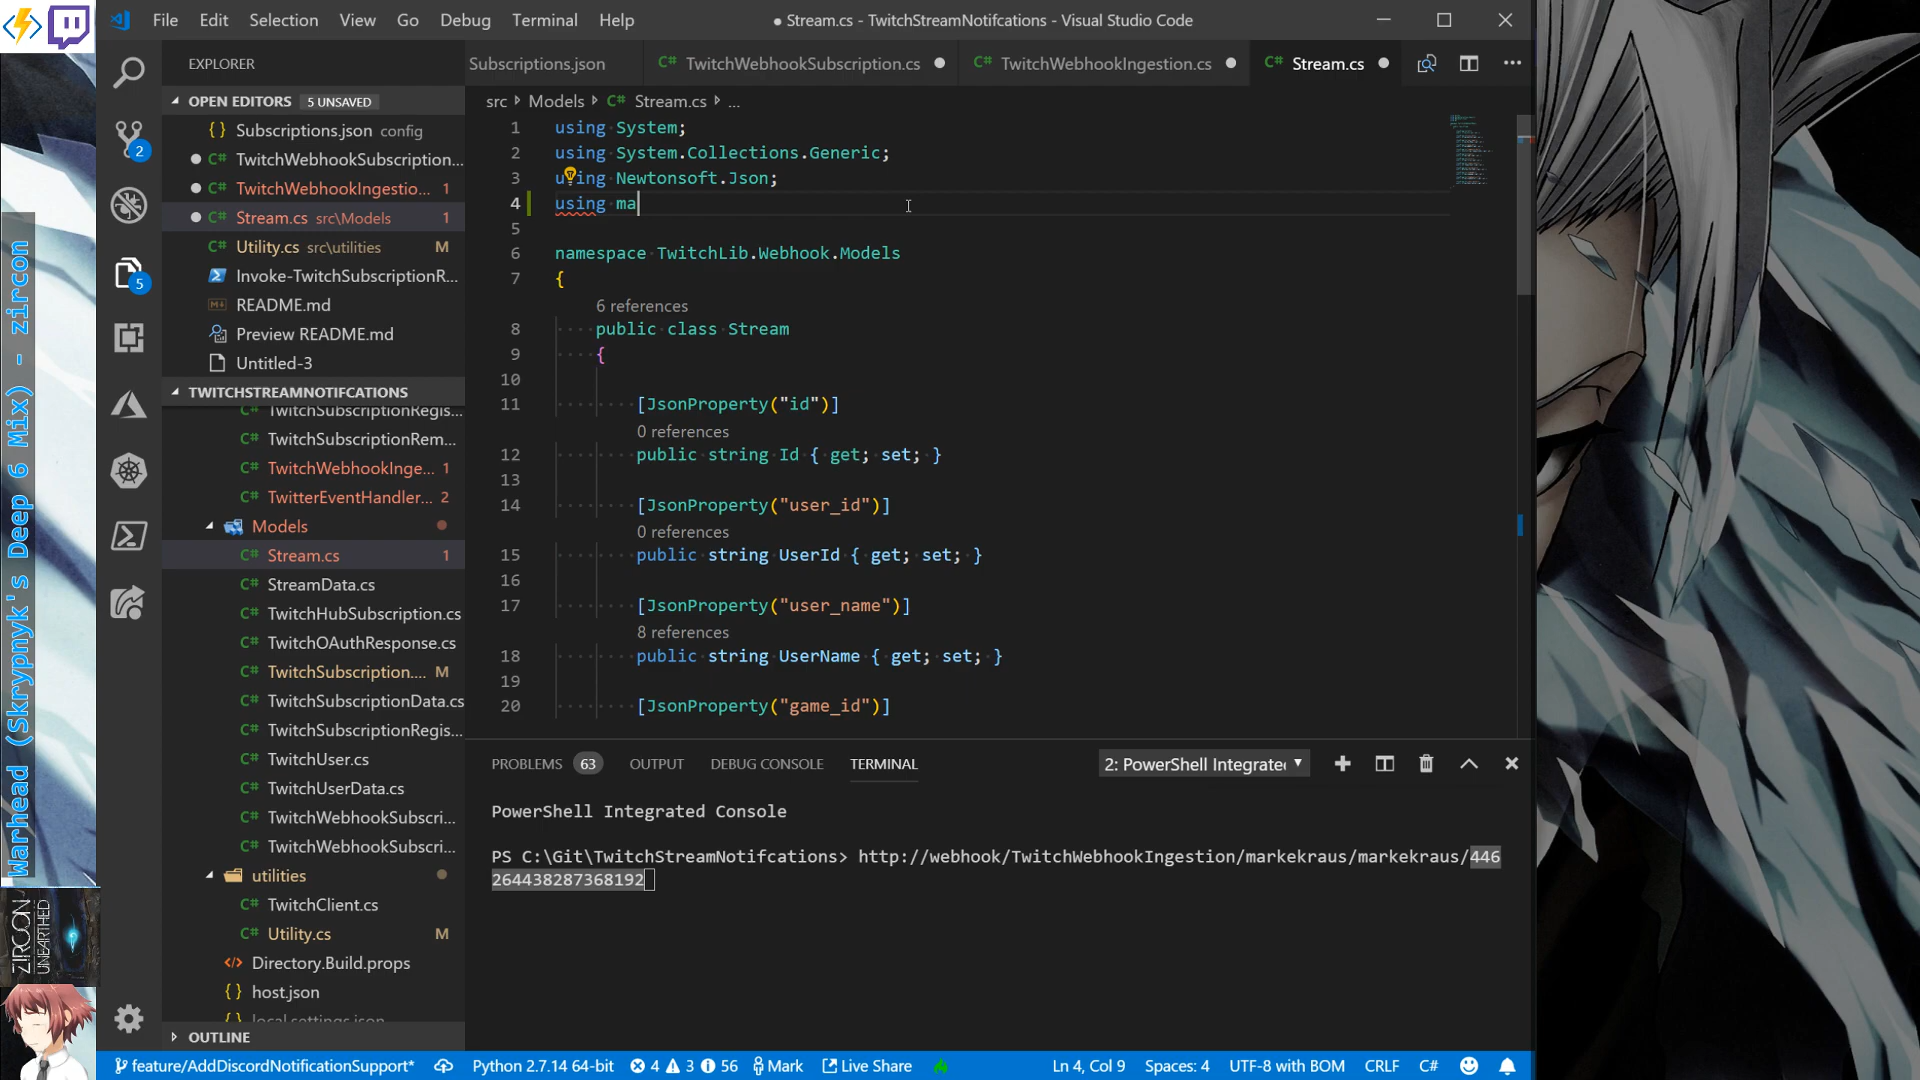 File Edit Selection View Go Debug Terminal Help
● Stream.cs - TwitchStreamNotifcations - Visual Studio Code
EXPLORER
OPEN EDITORS 5 UNSAVED
{} Subscriptions.json config
C# TwitchWebhookSubscription...
C# TwitchWebhookIngestio... 1
C# Stream.cs src\Models 1
C# Utility.cs src\utilities M
Invoke-TwitchSubscriptionR...
README.md
Preview README.md
Untitled-3
TWITCHSTREAMNOTIFCATIONS
C# TwitchSubscriptionRegis...
C# TwitchSubscriptionRem...
C# TwitchWebhookInge... 1
C# TwitterEventHandler... 2
Models
C# Stream.cs 1
C# StreamData.cs
C# TwitchHubSubscription.cs
C# TwitchOAuthResponse.cs
C# TwitchSubscription.... M
C# TwitchSubscriptionData.cs
C# TwitchSubscriptionRegis...
C# TwitchUser.cs
C# TwitchUserData.cs
C# TwitchWebhookSubscri...
C# TwitchWebhookSubscri...
utilities
C# TwitchClient.cs
C# Utility.cs M
Directory.Build.props
{} host.json
{} local.settings.json
OUTLINE
2
5
Subscriptions.json
C# TwitchWebhookSubscription.cs
C# TwitchWebhookIngestion.cs
C# Stream.cs
src Models C# Stream.cs ...
1 using System;
2 using System.Collections.Generic;
3 using Newtonsoft.Json;
4 using ma
5
6 namespace TwitchLib.Webhook.Models
7 {
6 references
8 public class Stream
9 {
10
11 [JsonProperty("id")]
0 references
12 public string Id { get; set; }
13
14 [JsonProperty("user_id")]
0 references
15 public string UserId { get; set; }
16
17 [JsonProperty("user_name")]
8 references
18 public string UserName { get; set; }
19
20 [JsonProperty("game_id")]
PROBLEMS 63 OUTPUT DEBUG CONSOLE TERMINAL
2: PowerShell Integrate
PowerShell Integrated Console
PS C:\Git\TwitchStreamNotifcations> http://webhook/TwitchWebhookIngestion/markekraus/markekraus/446
264438287368192
feature/AddDiscordNotificationSupport* Python 2.7.14 64-bit 4 3 56 Mark Live Share
Ln 4, Col 9 Spaces: 4 UTF-8 with BOM CRLF C#
Warhead (Skrypnyk's Deep 6 Mix) - zircon
ZIRCON
UNEARTHED